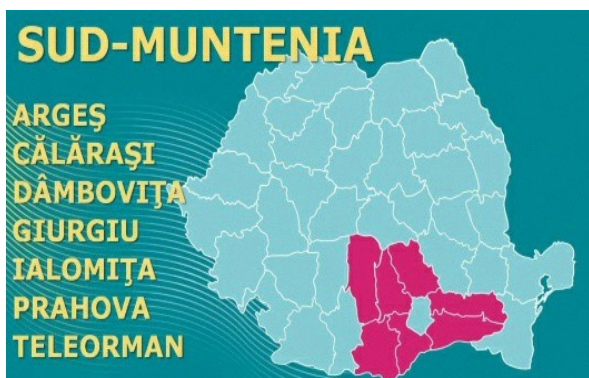 SUD-MUNTENIA
ARGEŞ
CĂLĂRAŞI
DÂMBOVIŢA
GIURGIU
IALOMIŢA
PRAHOVA
TELEORMAN